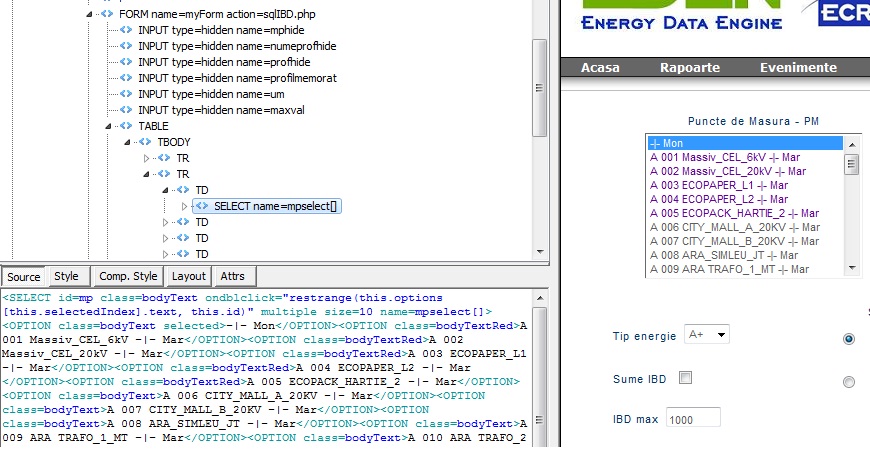 FORM name=myForm action=sqlIBD.php
INPUT type=hidden name=mphide
INPUT type=hidden name=numeprofhide
INPUT type=hidden name=profhide
INPUT type=hidden name=profilmemorat
INPUT type=hidden name=um
INPUT type=hidden name=maxval
TABLE
TBODY
TR
TR
TD
SELECT name=mpselect[]
TD
TD
TD
Source Style Comp. Style Layout Attrs
<SELECT id=mp class=bodyText ondblclick="restrange(this.options
[this.selectedIndex].text, this.id)" multiple size=10 name=mpselect[]>
<OPTION class=bodyText selected>-|- Mon</OPTION><OPTION class=bodyTextRed>A
001 Massiv_CEL_6kV -|- Mar</OPTION><OPTION class=bodyTextRed>A 002
Massiv_CEL_20kV -|- Mar</OPTION><OPTION class=bodyTextRed>A 003 ECOPAPER_L1
-|- Mar</OPTION><OPTION class=bodyTextRed>A 004 ECOPAPER_L2 -|- Mar
</OPTION><OPTION class=bodyTextRed>A 005 ECOPACK_HARTIE_2 -|- Mar</OPTION>
<OPTION class=bodyText>A 006 CITY_MALL_A_20KV -|- Mar</OPTION><OPTION
class=bodyText>A 007 CITY_MALL_B_20KV -|- Mar</OPTION><OPTION
class=bodyText>A 008 ARA_SIMLEU_JT -|- Mar</OPTION><OPTION class=bodyText>A
009 ARA TRAFO_1_MT -|- Mar</OPTION><OPTION class=bodyText>A 010 ARA TRAFO_2
ENERGY DATA ENGINE
ECR
Acasa Rapoarte Evenimente
Puncte de Masura - PM
-|- Mon
A 001 Massiv_CEL_6kV -|- Mar
A 002 Massiv_CEL_20kV -|- Mar
A 003 ECOPAPER_L1 -|- Mar
A 004 ECOPAPER_L2 -|- Mar
A 005 ECOPACK_HARTIE_2 -|- Mar
A 006 CITY_MALL_A_20KV -|- Mar
A 007 CITY_MALL_B_20KV -|- Mar
A 008 ARA_SIMLEU_JT -|- Mar
A 009 ARA TRAFO_1_MT -|- Mar
Tip energie A+
Sume IBD
IBD max 1000